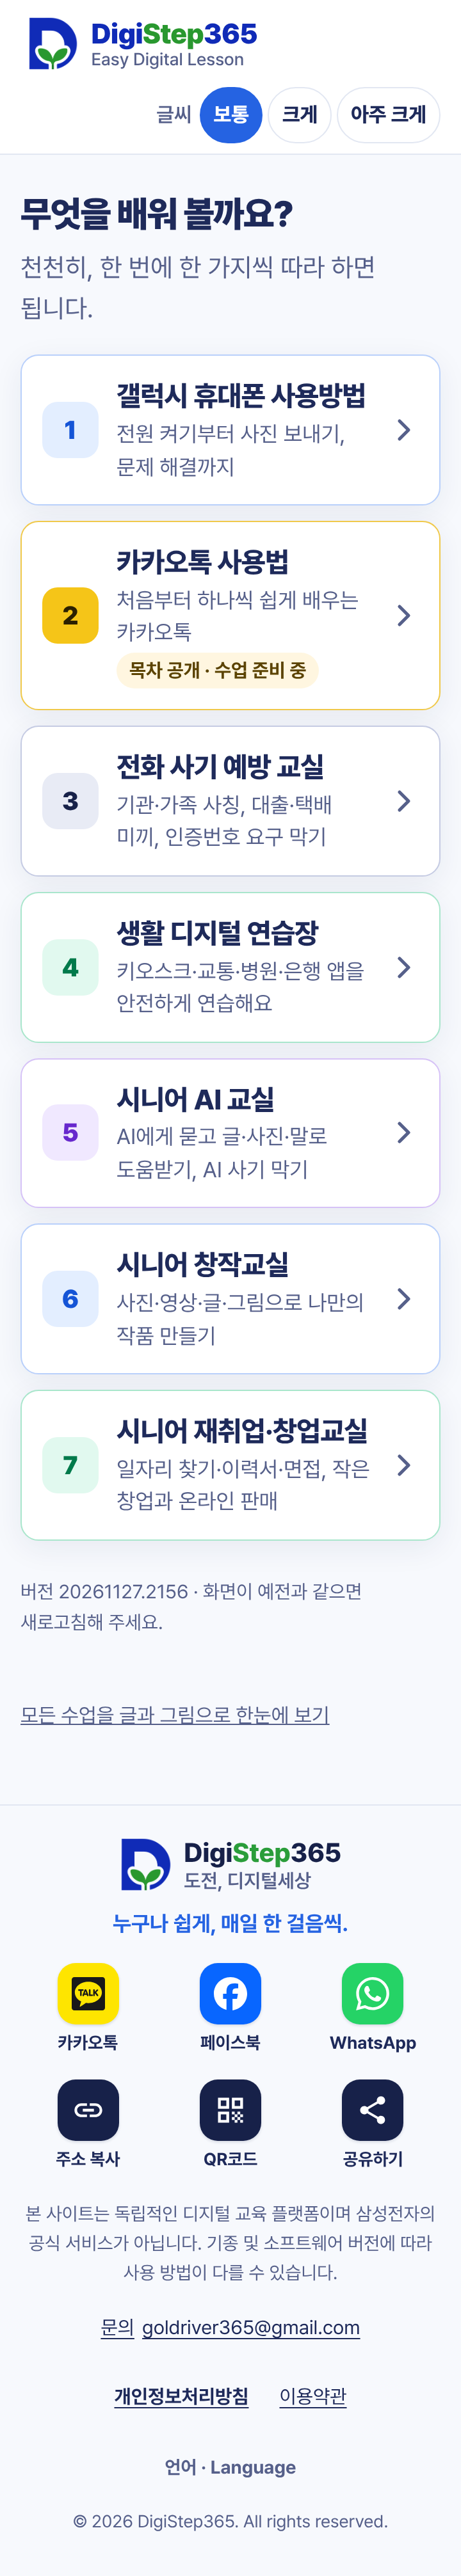 DigiStep365
Easy Digital Lesson
글씨 보통 크게 아주 크게
무엇을 배워 볼까요?
천천히, 한 번에 한 가지씩 따라 하면
됩니다.
1
갤럭시 휴대폰 사용방법
전원 켜기부터 사진 보내기,
문제 해결까지
2
카카오톡 사용법
처음부터 하나씩 쉽게 배우는
카카오톡
목차 공개 · 수업 준비 중
3
전화 사기 예방 교실
기관·가족 사칭, 대출·택배
미끼, 인증번호 요구 막기
4
생활 디지털 연습장
키오스크·교통·병원·은행 앱을
안전하게 연습해요
5
시니어 AI 교실
AI에게 묻고 글·사진·말로
도움받기, AI 사기 막기
6
시니어 창작교실
사진·영상·글·그림으로 나만의
작품 만들기
7
시니어 재취업·창업교실
일자리 찾기·이력서·면접, 작은
창업과 온라인 판매
버전 20261127.2156 · 화면이 예전과 같으면
새로고침해 주세요.
모든 수업을 글과 그림으로 한눈에 보기
DigiStep365
도전, 디지털세상
누구나 쉽게, 매일 한 걸음씩.
TALK
카카오톡 페이스북 WhatsApp
주소 복사 QR코드 공유하기
본 사이트는 독립적인 디지털 교육 플랫폼이며 삼성전자의
공식 서비스가 아닙니다. 기종 및 소프트웨어 버전에 따라
사용 방법이 다를 수 있습니다.
문의 goldriver365@gmail.com
개인정보처리방침 이용약관
언어 · Language
© 2026 DigiStep365. All rights reserved.